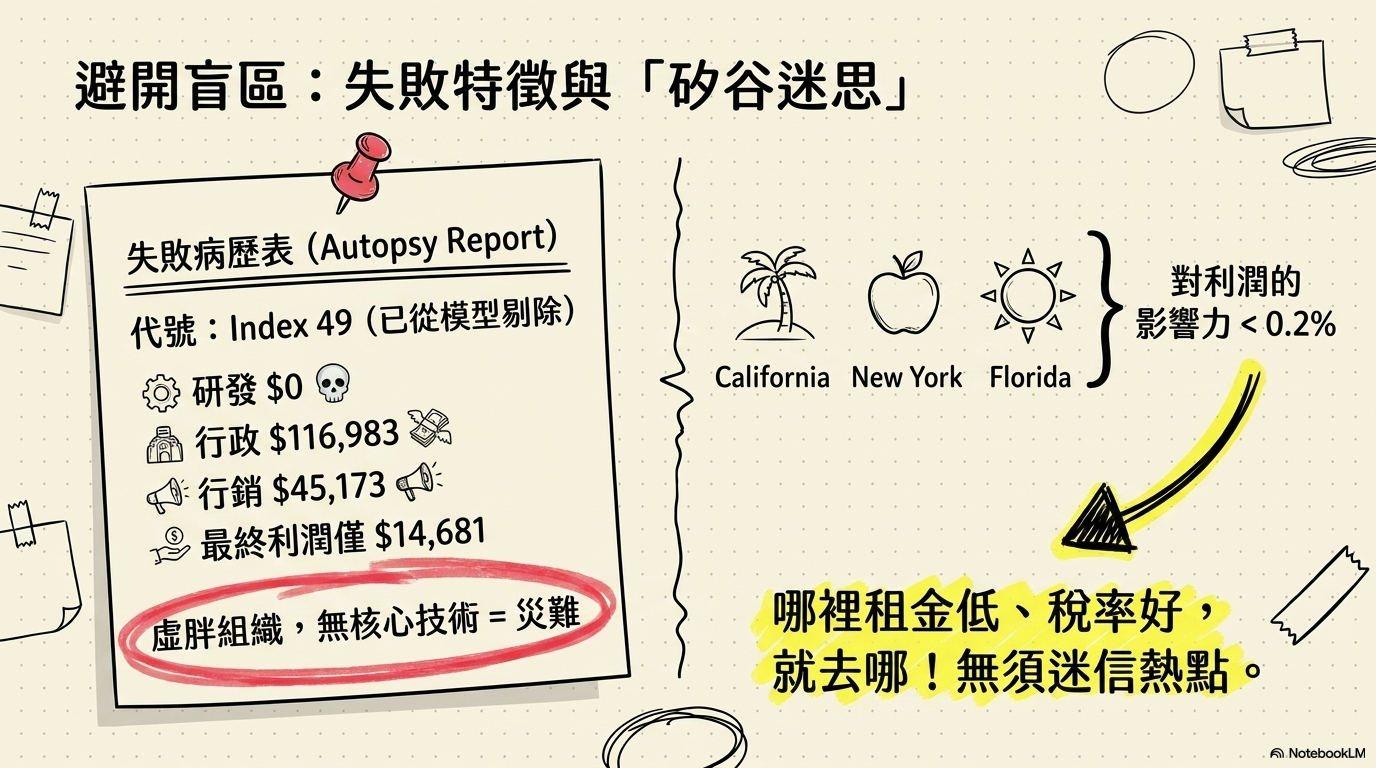 避開盲區：失敗特徵與「矽谷迷思」
失敗病歷表 (Autopsy Report)
代號：Index 49 (已從模型剔除)
研發 $0
行政 $116,983
行銷 $45,173
最終利潤僅 $14,681
虛胖組織，無核心技術 = 災難
California
New York
Florida
對利潤的
影響力 < 0.2%
哪裡租金低、稅率好，
就去哪！無須迷信熱點。
NotebookLM